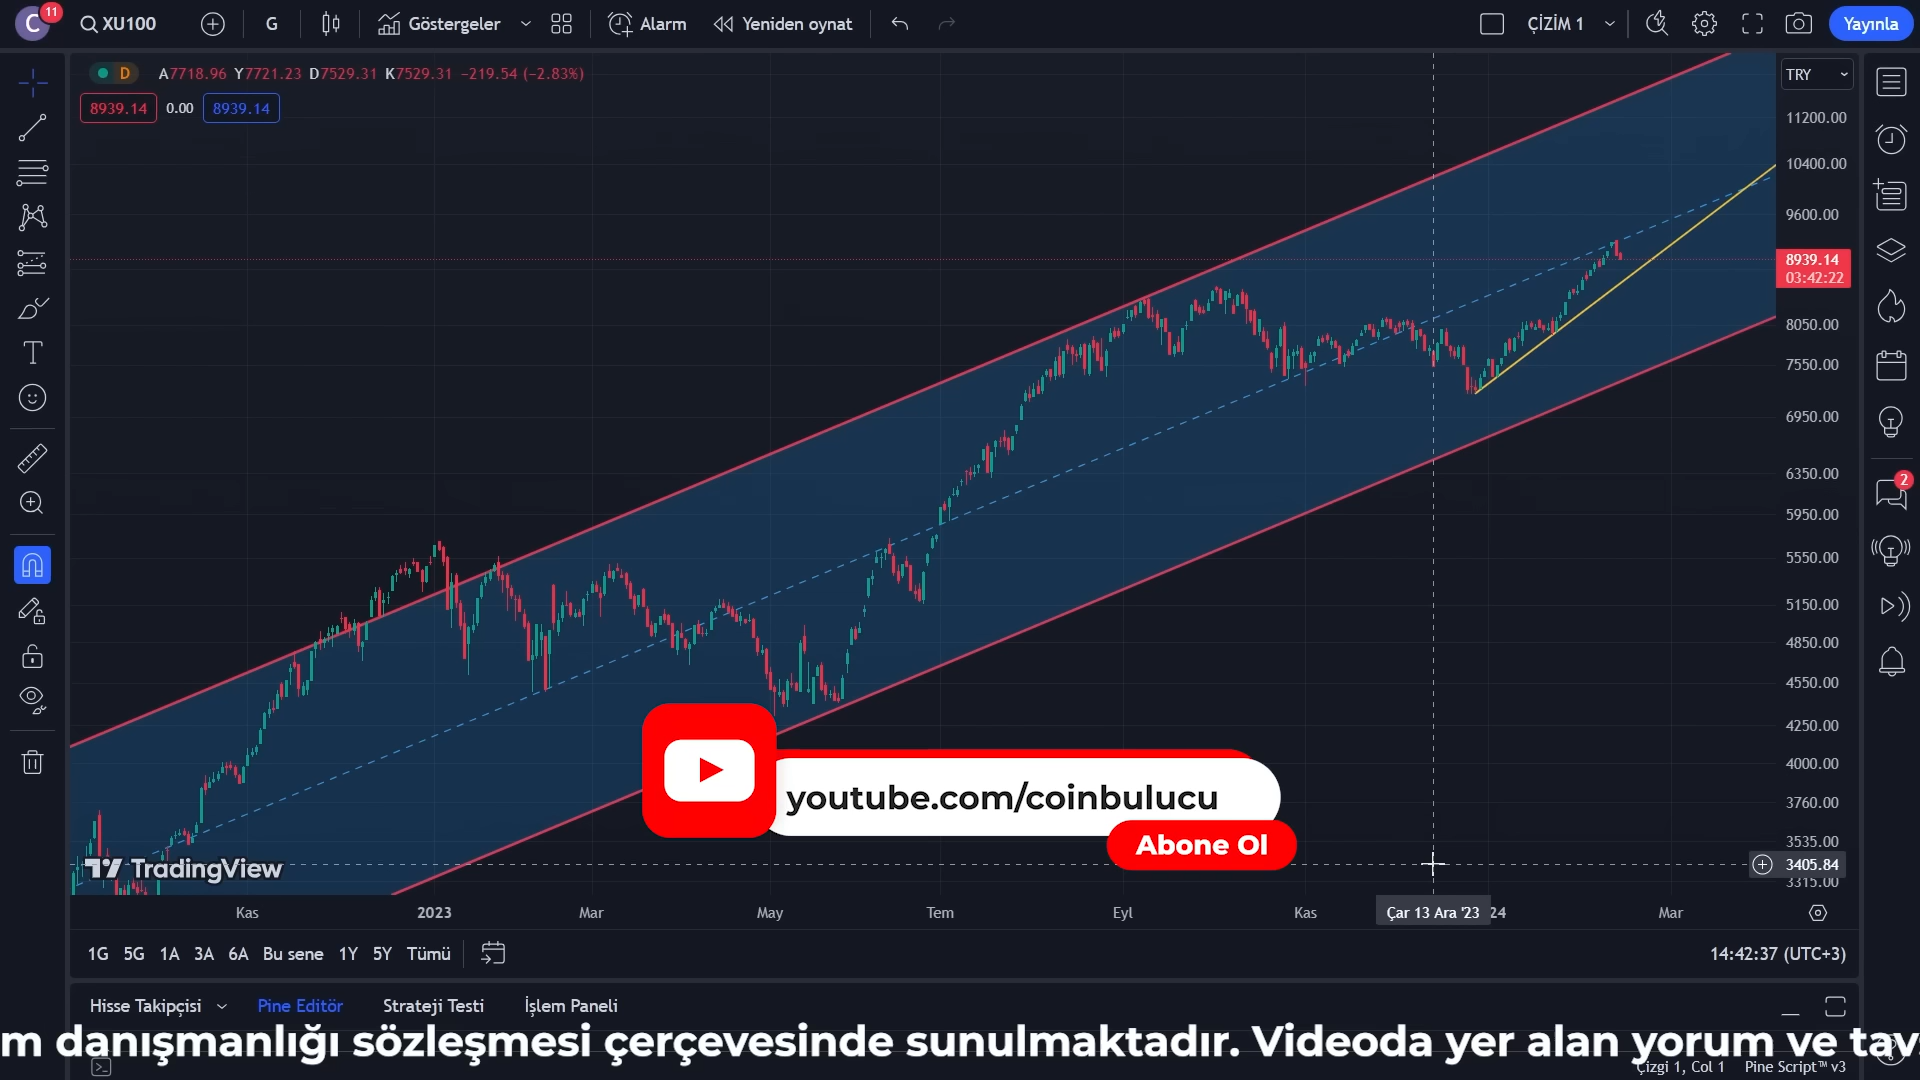 C
11
XU100
G
Göstergeler
Alarm
Yeniden oynat
ÇİZİM 1
Yayınla
D
A7718.96 Y7721.23 D7529.31 K7529.31 −219.54 (−2.83%)
8939.14
0.00
8939.14
TRY
11200.00
10400.00
9600.00
8939.14
03:42:22
8050.00
7550.00
6950.00
6350.00
5950.00
5550.00
5150.00
4850.00
4550.00
4250.00
4000.00
3760.00
3535.00
3405.84
3315.00
2
youtube.com/coinbulucu
Abone Ol
TradingView
Kas
2023
Mar
May
Tem
Eyl
Kas
Çar 13 Ara '23
24
Mar
1G 5G 1A 3A 6A Bu sene 1Y 5Y Tümü
14:42:37 (UTC+3)
Hisse Takipçisi
Pine Editör
Strateji Testi
İşlem Paneli
m danışmanlığı sözleşmesi çerçevesinde sunulmaktadır. Videoda yer alan yorum ve tavs
Çizgi 1, Col 1
Pine Script™ v3